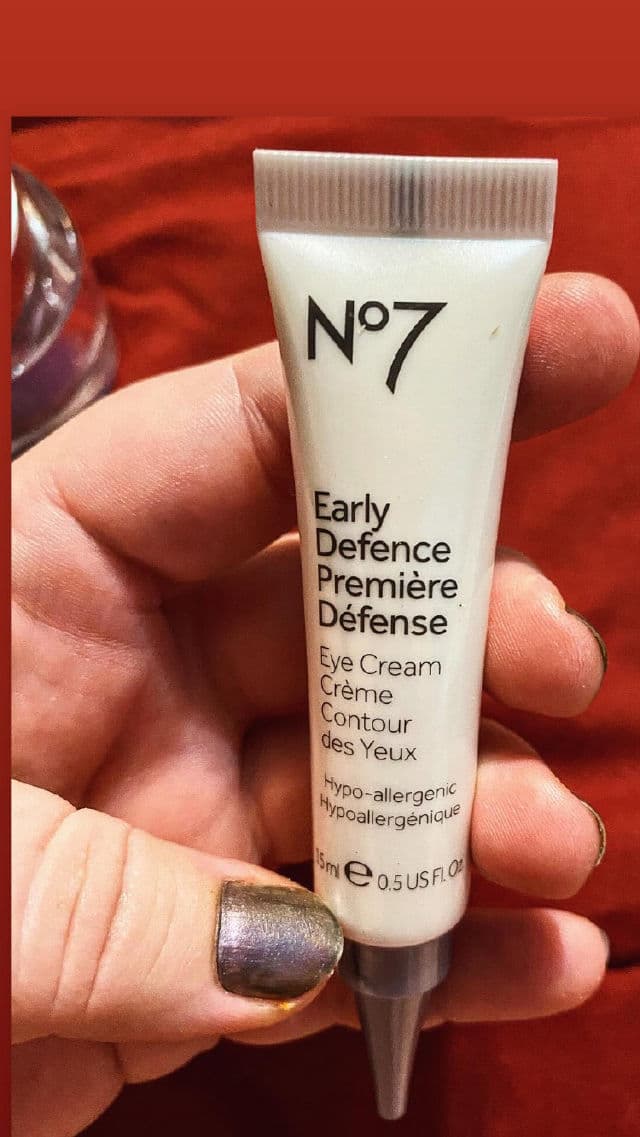 No7
Early
Defence
Première
Défense
Eye Cream
Crème
Contour
des Yeux
Hypo-allergenic
Hypoallergénique
15ml ℮ 0.5 US Fl. Oz